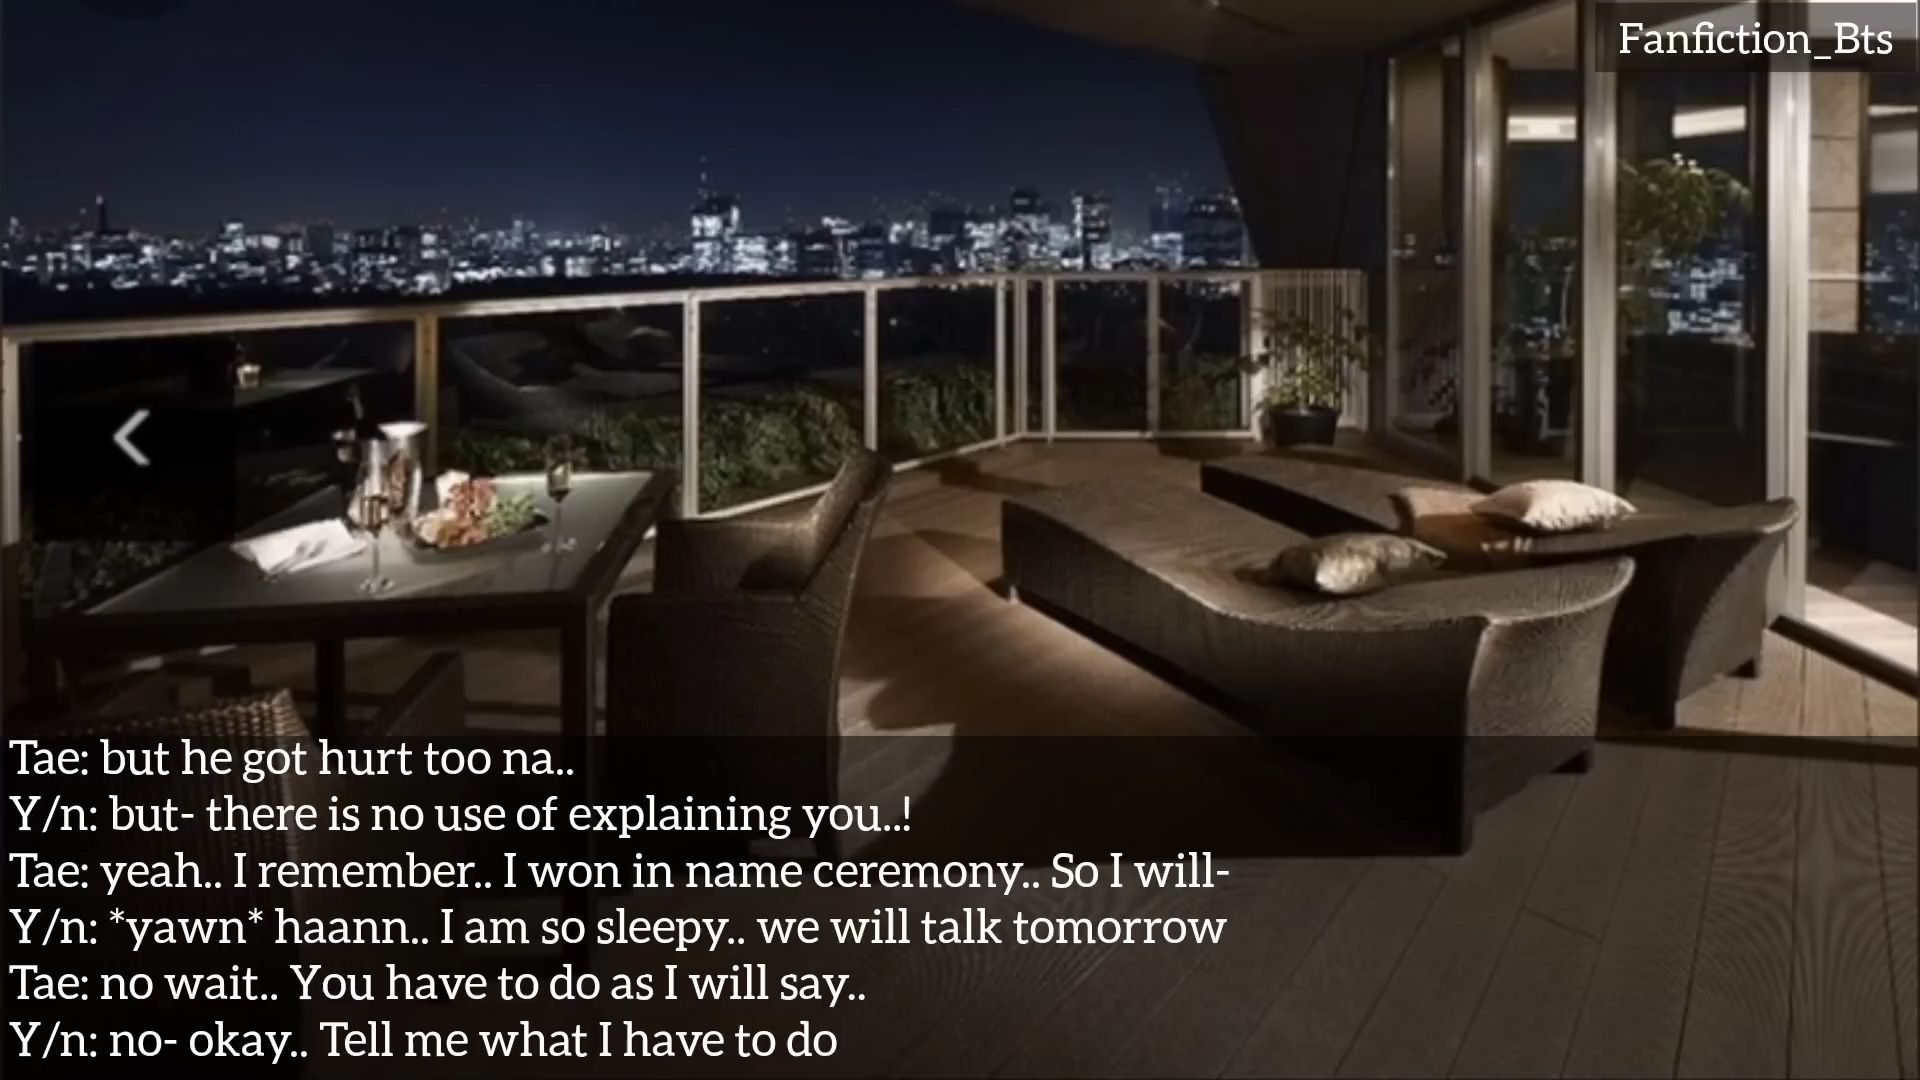 Fanfiction_Bts
Tae: but he got hurt too na..
Y/n: but- there is no use of explaining you..!
Tae: yeah.. I remember.. I won in name ceremony.. So I will-
Y/n: *yawn* haann.. I am so sleepy.. we will talk tomorrow
Tae: no wait.. You have to do as I will say..
Y/n: no- okay.. Tell me what I have to do